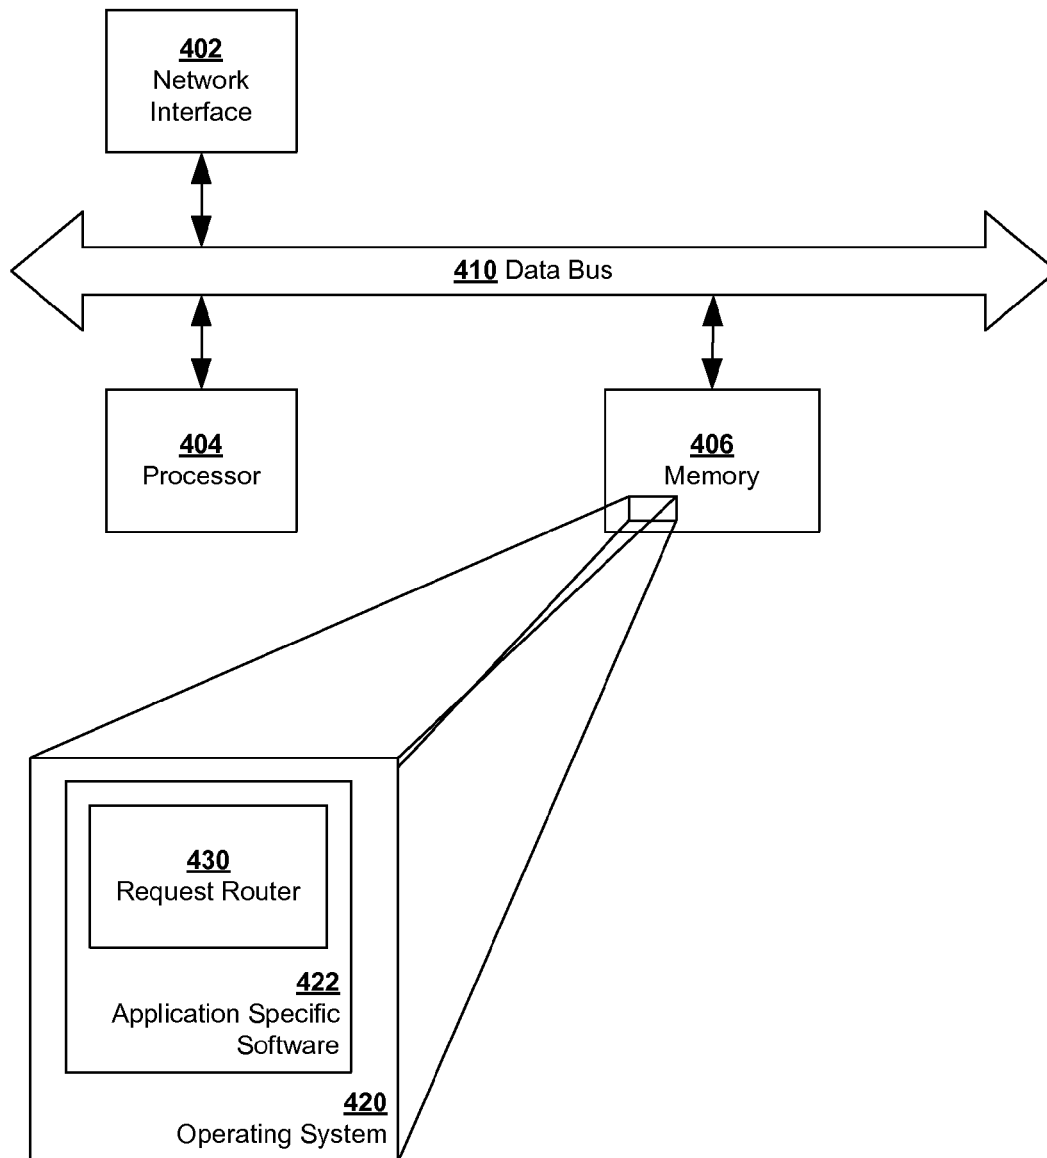 402
Network
Interface
410 Data Bus
404
Processor
406
Memory
430
Request Router
422
Application Specific
Software
420
Operating System